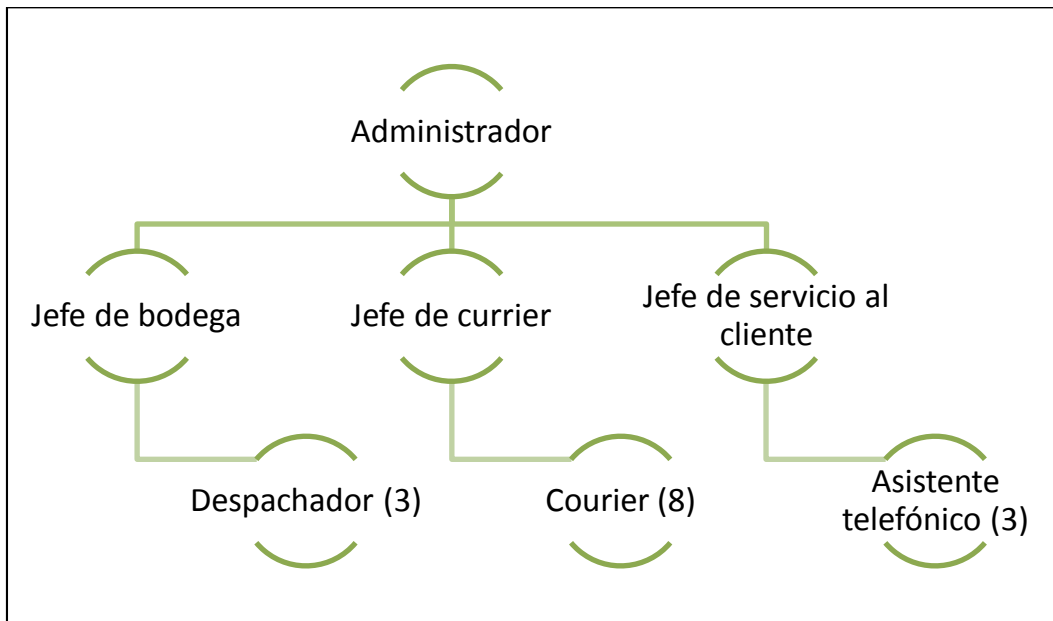 Administrador
Jefe de bodega
Jefe de currier
Jefe de servicio al
cliente
Despachador (3)
Courier (8)
Asistente
telefónico (3)